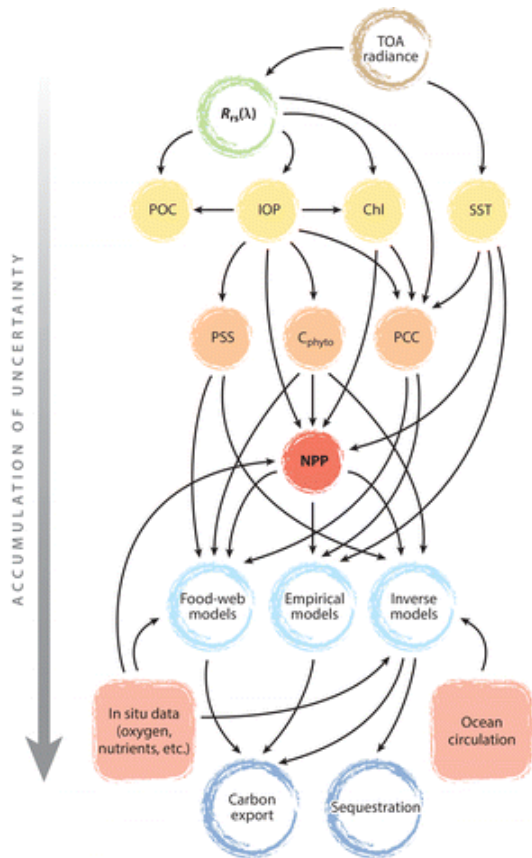 TOA
radiance
Rrs(λ)
POC
IOP
Chl
SST
PSS
Cphyto
PCC
NPP
Food-web
models
Empirical
models
Inverse
models
In situ data
(oxygen,
nutrients, etc.)
Ocean
circulation
Carbon
export
Sequestration
ACCUMULATION OF UNCERTAINTY